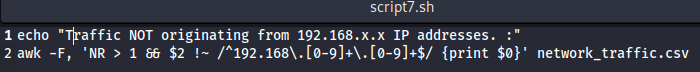 script7.sh
1 echo "Traffic NOT originating from 192.168.x.x IP addresses. :"
2 awk -F, 'NR > 1 && $2 !~ /^192.168\.[0-9]+\.[0-9]+$/ {print $0}' network_traffic.csv